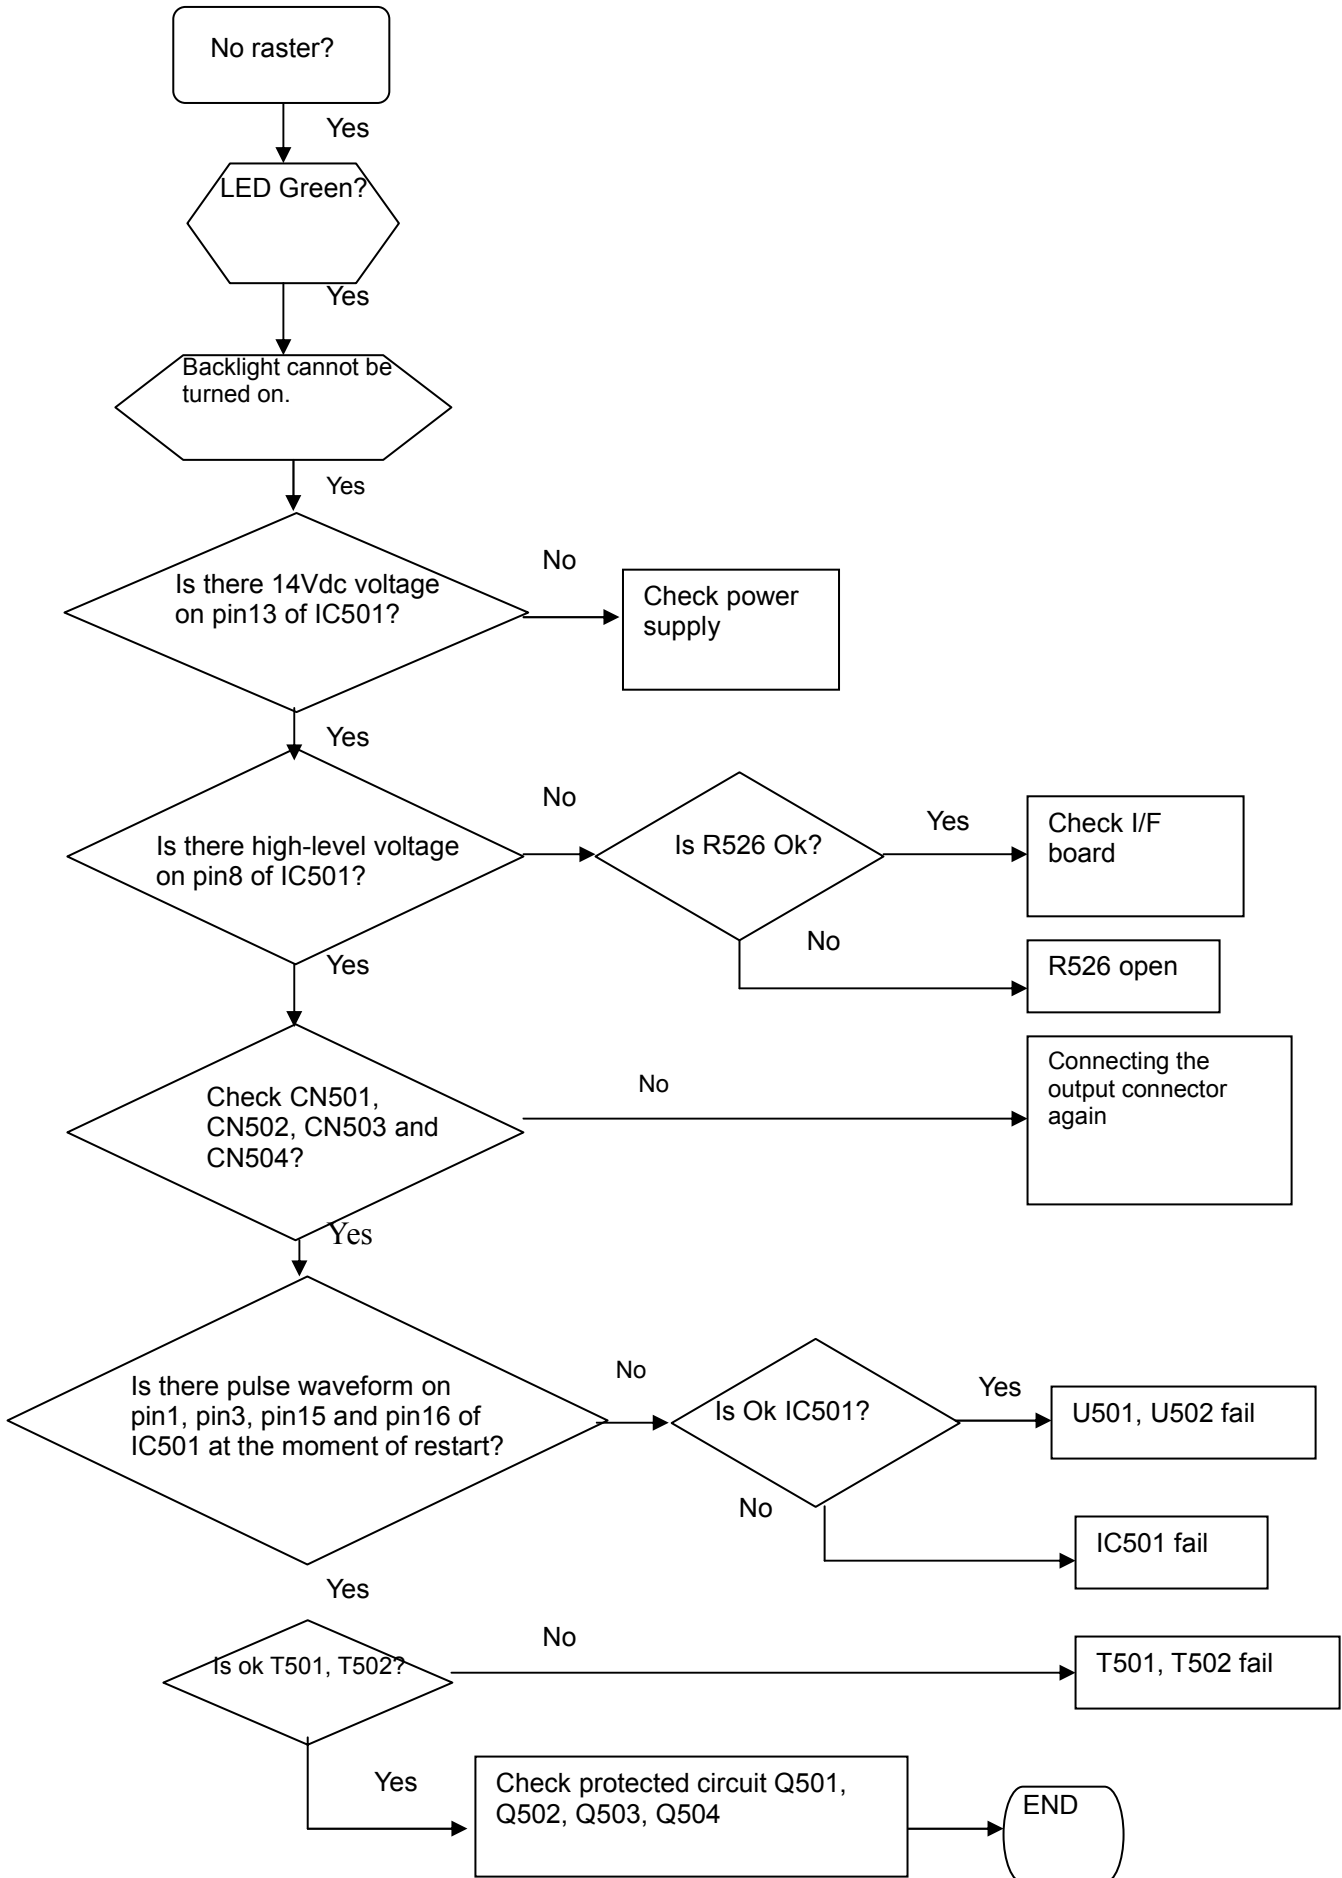 No raster?
Yes
LED Green?
Yes
Backlight cannot be
turned on.
Yes
Is there 14Vdc voltage
on pin13 of IC501?
No
Check power
supply
Yes
Is there high-level voltage
on pin8 of IC501?
No
Is R526 Ok?
Yes
Check I/F
board
No
R526 open
Yes
Check CN501,
CN502, CN503 and
CN504?
No
Connecting the
output connector
again
Yes
Is there pulse waveform on
pin1, pin3, pin15 and pin16 of
IC501 at the moment of restart?
No
Is Ok IC501?
Yes
U501, U502 fail
No
IC501 fail
Yes
Is ok T501, T502?
No
T501, T502 fail
Yes
Check protected circuit Q501,
Q502, Q503, Q504
END